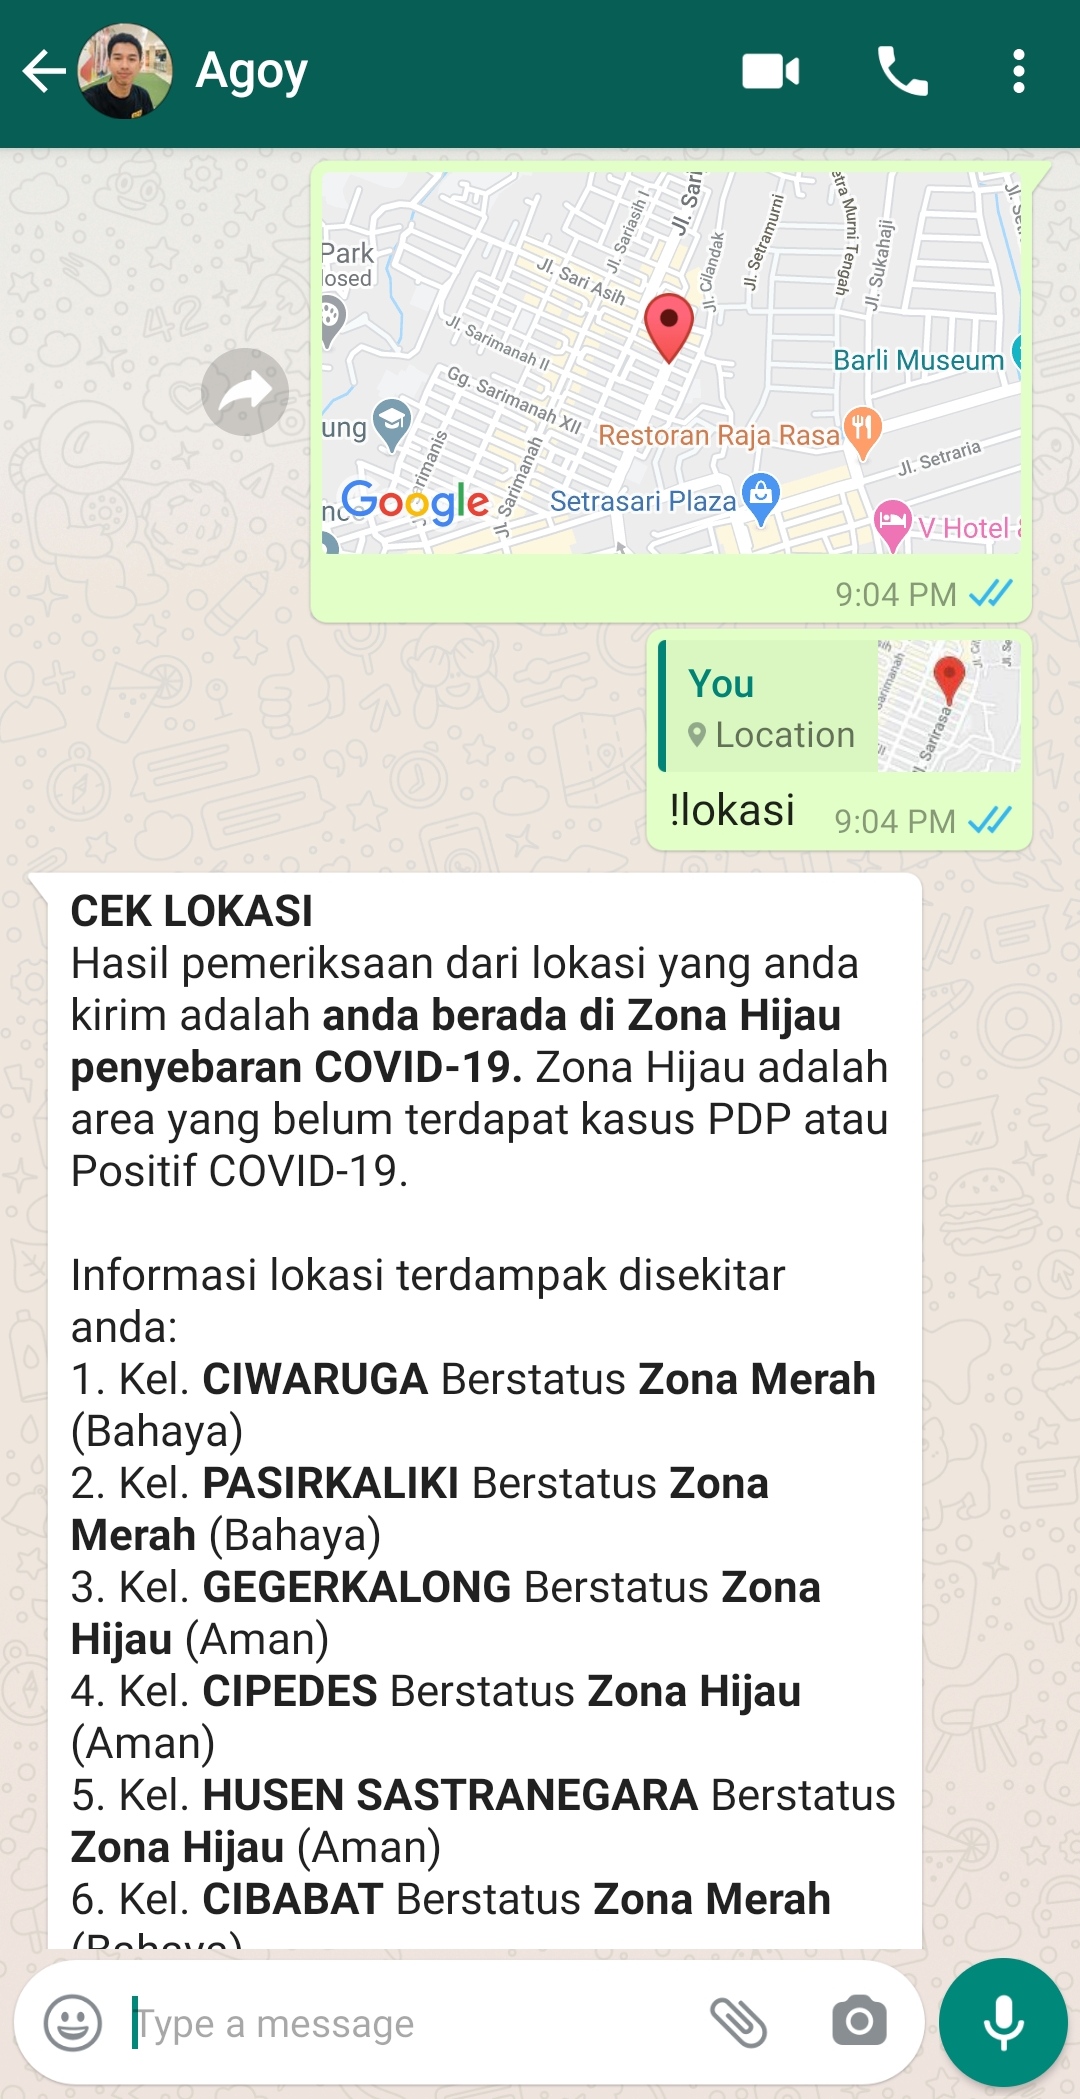 Agoy
Park
losed
Jl. Sariasih I
Jl. Sari
Jl. Cilandak
Jl. Setramurni
etra Murni Tengah
Jl. Sukahaji
Jl. Sari Asih
Jl. Sarimanah II
Gg. Sarimanah XII
Barli Museum
ung
Restoran Raja Rasa
Jl. Setraria
erimanis
Jl. Sarimanah
Google
Setrasari Plaza
V Hotel &
9:04 PM
You
Location
Sarimanah
Jl. Sarirasa
!lokasi 9:04 PM
CEK LOKASI
Hasil pemeriksaan dari lokasi yang anda
kirim adalah anda berada di Zona Hijau
penyebaran COVID-19. Zona Hijau adalah
area yang belum terdapat kasus PDP atau
Positif COVID-19.
Informasi lokasi terdampak disekitar
anda:
1. Kel. CIWARUGA Berstatus Zona Merah
(Bahaya)
2. Kel. PASIRKALIKI Berstatus Zona
Merah (Bahaya)
3. Kel. GEGERKALONG Berstatus Zona
Hijau (Aman)
4. Kel. CIPEDES Berstatus Zona Hijau
(Aman)
5. Kel. HUSEN SASTRANEGARA Berstatus
Zona Hijau (Aman)
6. Kel. CIBABAT Berstatus Zona Merah
(Bahaya)
Type a message